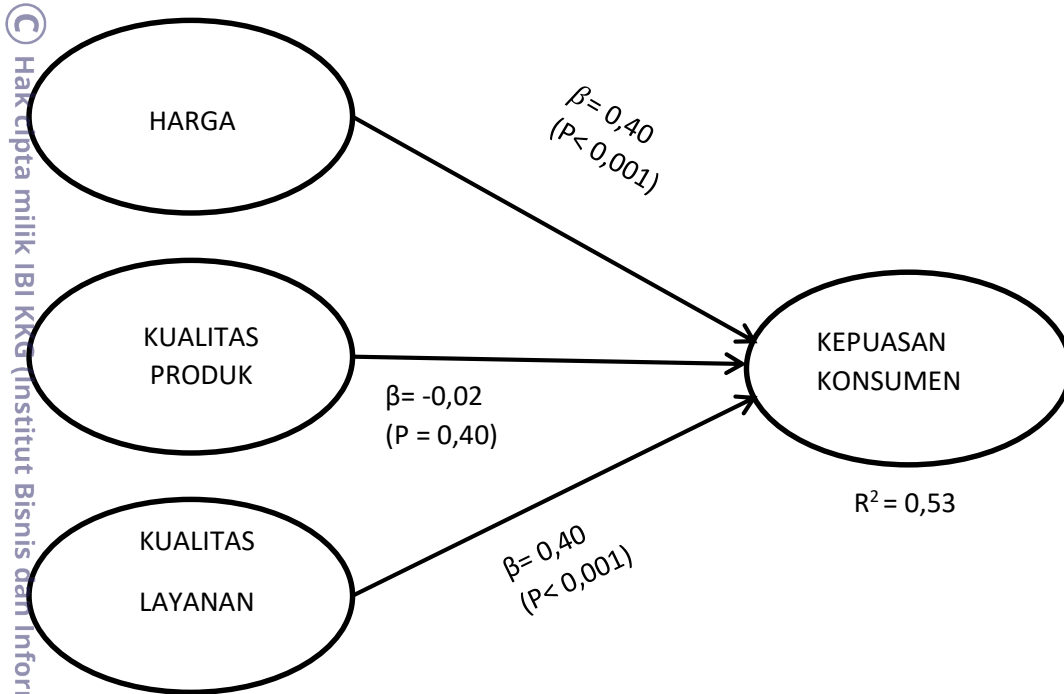 © Hak cipta milik IBI KKG (Institut Bisnis dan Infor
HARGA
β= 0,40
(P< 0,001)
KUALITAS
PRODUK
β= -0,02
(P = 0,40)
KEPUASAN
KONSUMEN
R² = 0,53
KUALITAS
LAYANAN
β= 0,40
(P< 0,001)